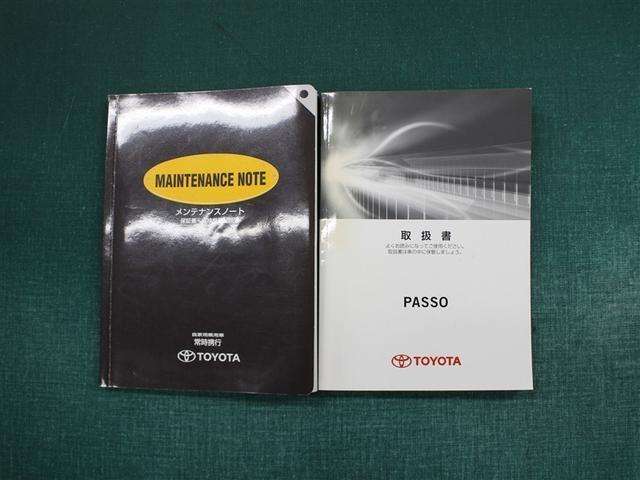 MAINTENANCE NOTE
メンテナンスノート
自家用乗用車
常時携行
TOYOTA
取扱書
よくお読みになってご使用ください。
取扱書は車の中に保管しましょう。
PASSO
TOYOTA